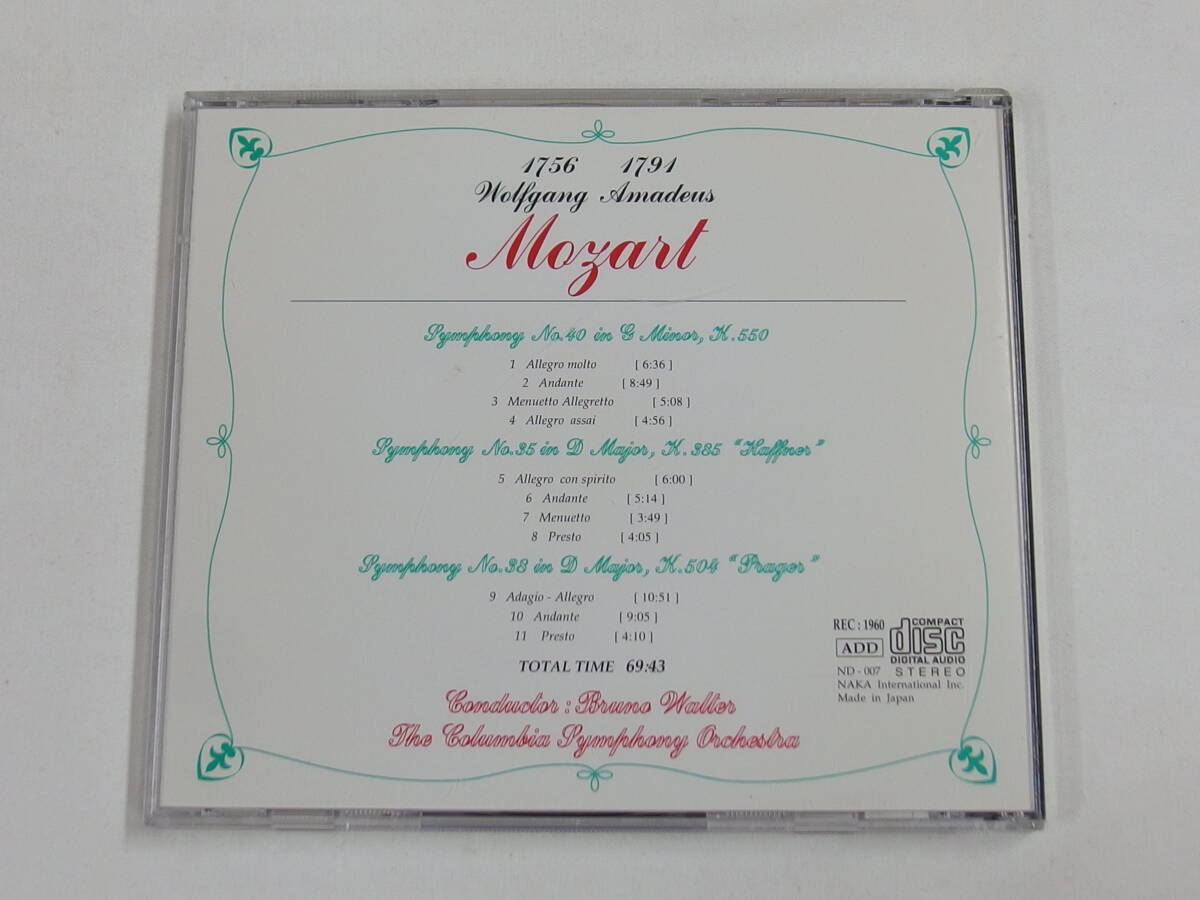 1756 1791
Wolfgang Amadeus
Mozart
Symphony No.40 in G Minor, K.550
1 Allegro molto [ 6:36 ]
2 Andante [ 8:49 ]
3 Menuetto Allegretto [ 5:08 ]
4 Allegro assai [ 4:56 ]
Symphony No.35 in D Major, K.385 "Haffner"
5 Allegro con spirito [ 6:00 ]
6 Andante [ 5:14 ]
7 Menuetto [ 3:49 ]
8 Presto [ 4:05 ]
Symphony No.38 in D Major, K.504 "Prager"
9 Adagio - Allegro [ 10:51 ]
10 Andante [ 9:05 ]
11 Presto [ 4:10 ]
TOTAL TIME 69:43
Conductor : Bruno Walter
The Columbia Symphony Orchestra
REC : 1960
ADD
COMPACT
disc
DIGITAL AUDIO
ND - 007 STEREO
NAKA International Inc.
Made in Japan